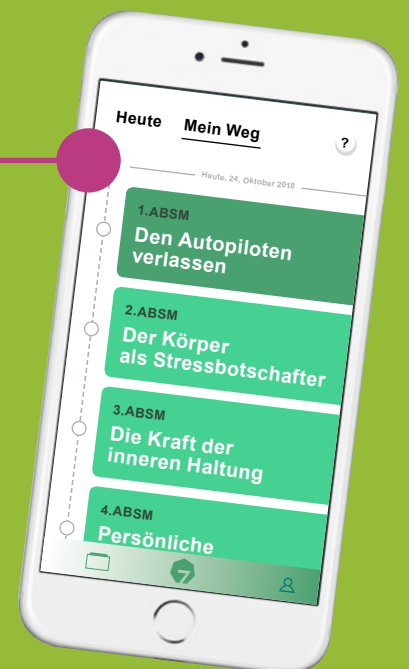 Heute Mein Weg ?
Heute, 24, Oktober 2018
1.ABSM
Den Autopiloten
verlassen
2.ABSM
Der Körper
als Stressbotschafter
3.ABSM
Die Kraft der
inneren Haltung
4.ABSM
Persönliche
7